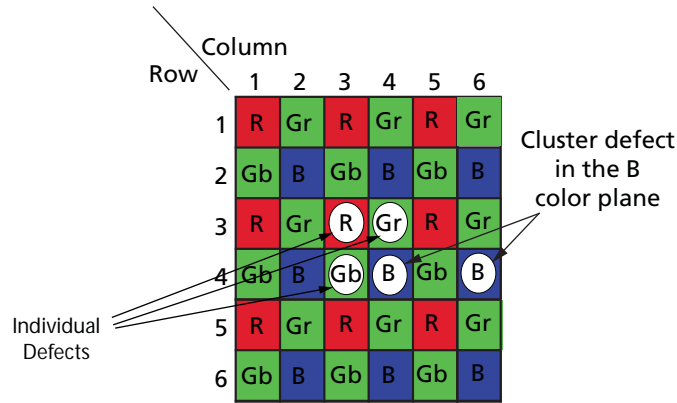 Column
Row
1 2 3 4 5 6
1 R Gr R Gr R Gr
2 Gb B Gb B Gb B
3 R Gr R Gr R Gr
4 Gb B Gb B Gb B
5 R Gr R Gr R Gr
6 Gb B Gb B Gb B
Cluster defect
in the B
color plane
Individual
Defects